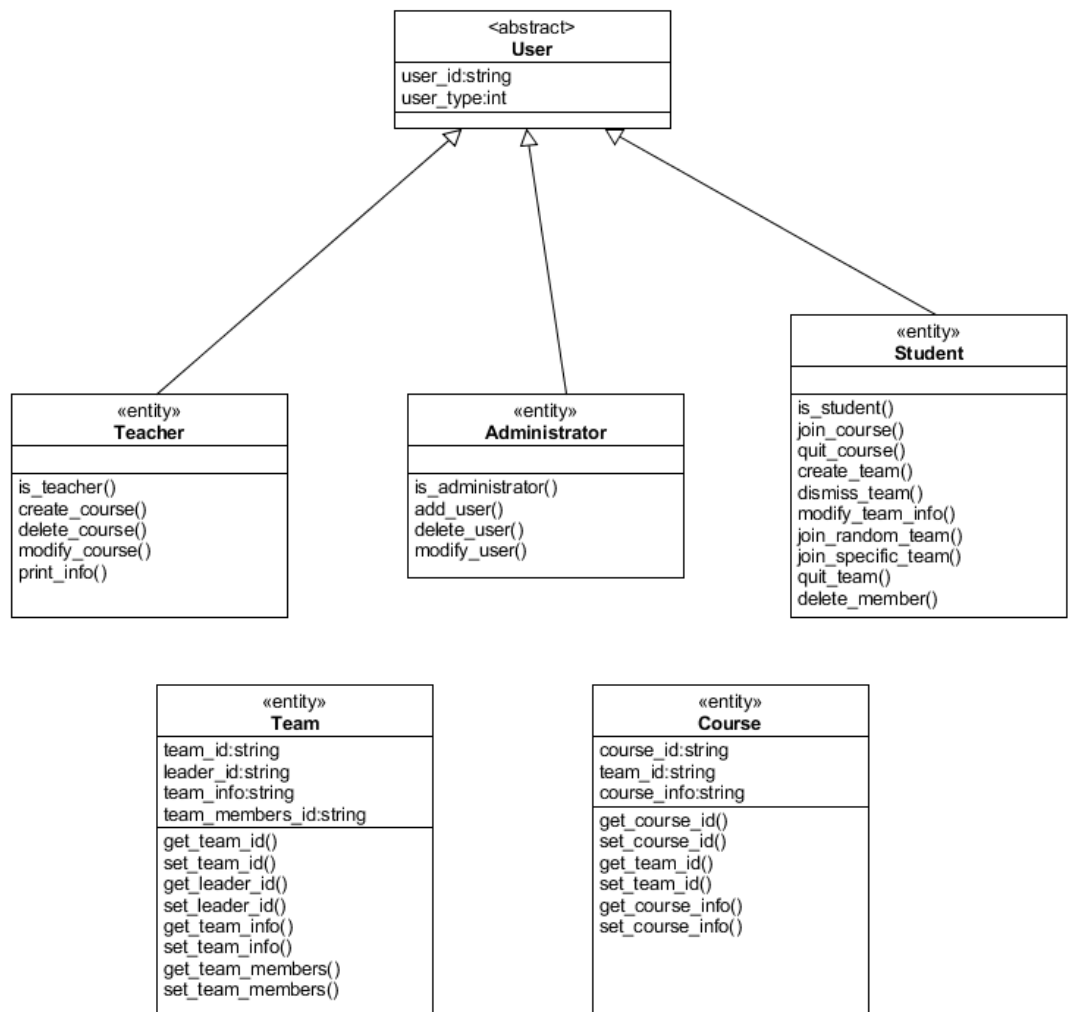 <abstract>
User
user_id:string
user_type:int
«entity»
Teacher
is_teacher()
create_course()
delete_course()
modify_course()
print_info()
«entity»
Administrator
is_administrator()
add_user()
delete_user()
modify_user()
«entity»
Student
is_student()
join_course()
quit_course()
create_team()
dismiss_team()
modify_team_info()
join_random_team()
join_specific_team()
quit_team()
delete_member()
«entity»
Team
team_id:string
leader_id:string
team_info:string
team_members_id:string
get_team_id()
set_team_id()
get_leader_id()
set_leader_id()
get_team_info()
set_team_info()
get_team_members()
set_team_members()
«entity»
Course
course_id:string
team_id:string
course_info:string
get_course_id()
set_course_id()
get_team_id()
set_team_id()
get_course_info()
set_course_info()